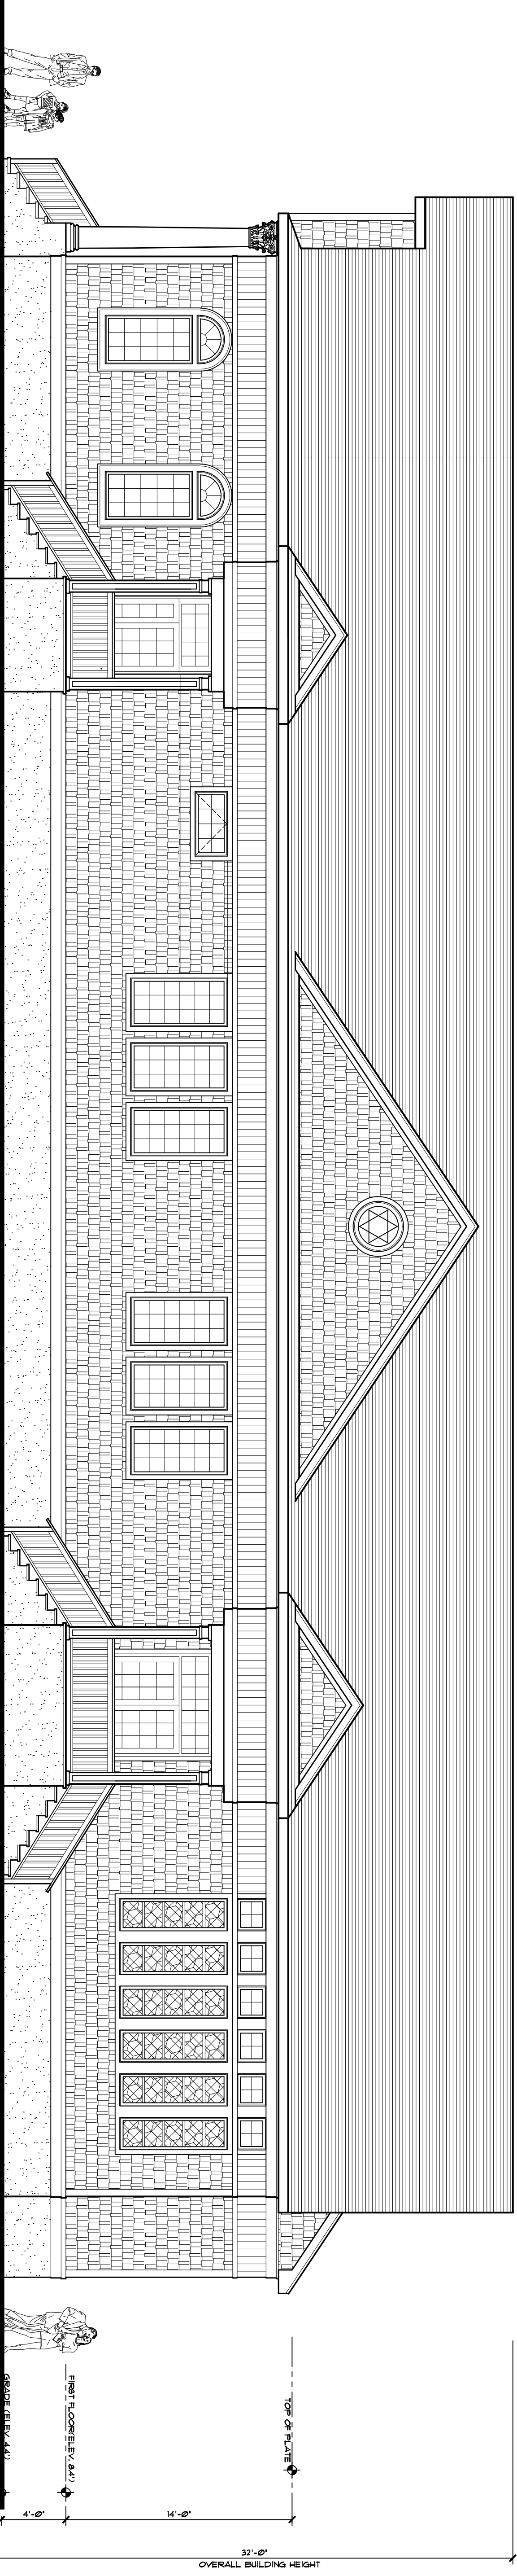 TOP OF PLATE
FIRST FLOOR(ELEV. 8.4')
GRADE (ELEV. 4.4')
14'-0"
4'-0"
32'-0"
OVERALL BUILDING HEIGHT